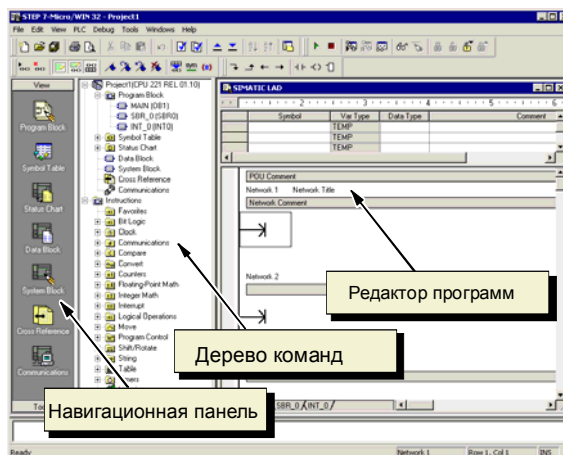 STEP 7-Micro/WIN 32 - Project1
File Edit View PLC Debug Tools Windows Help
View
Program Block
Symbol Table
Status Chart
Data Block
System Block
Cross Reference
Communications
Project1(CPU 221 REL 01.10)
Program Block
MAIN (OB1)
SBR_0 (SBR0)
INT_0 (INT0)
Symbol Table
Status Chart
Data Block
System Block
Cross Reference
Communications
Instructions
Favorites
Bit Logic
Clock
Communications
Compare
Convert
Counters
Floating-Point Math
Integer Math
Interrupt
Logical Operations
Move
Program Control
Shift/Rotate
String
Table
SIMATIC LAD
Symbol Var Type Data Type Comment
TEMP
TEMP
TEMP
POU Comment
Network 1 Network Title
Network Comment
Network 2
Редактор программ
Дерево команд
Навигационная панель
SBR_0 INT_0
Ready
Network 1
Row 1, Col 1
INS